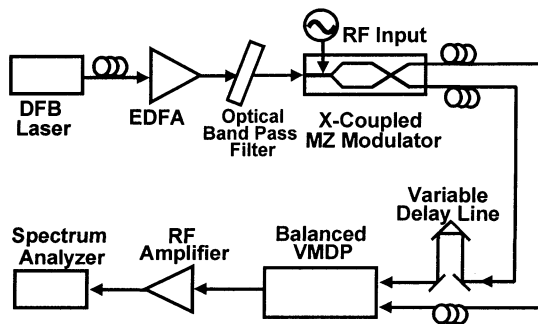 RF Input
DFB
Laser
EDFA
Optical
Band Pass
Filter
X-Coupled
MZ Modulator
Variable
Delay Line
Spectrum
Analyzer
RF
Amplifier
Balanced
VMDP